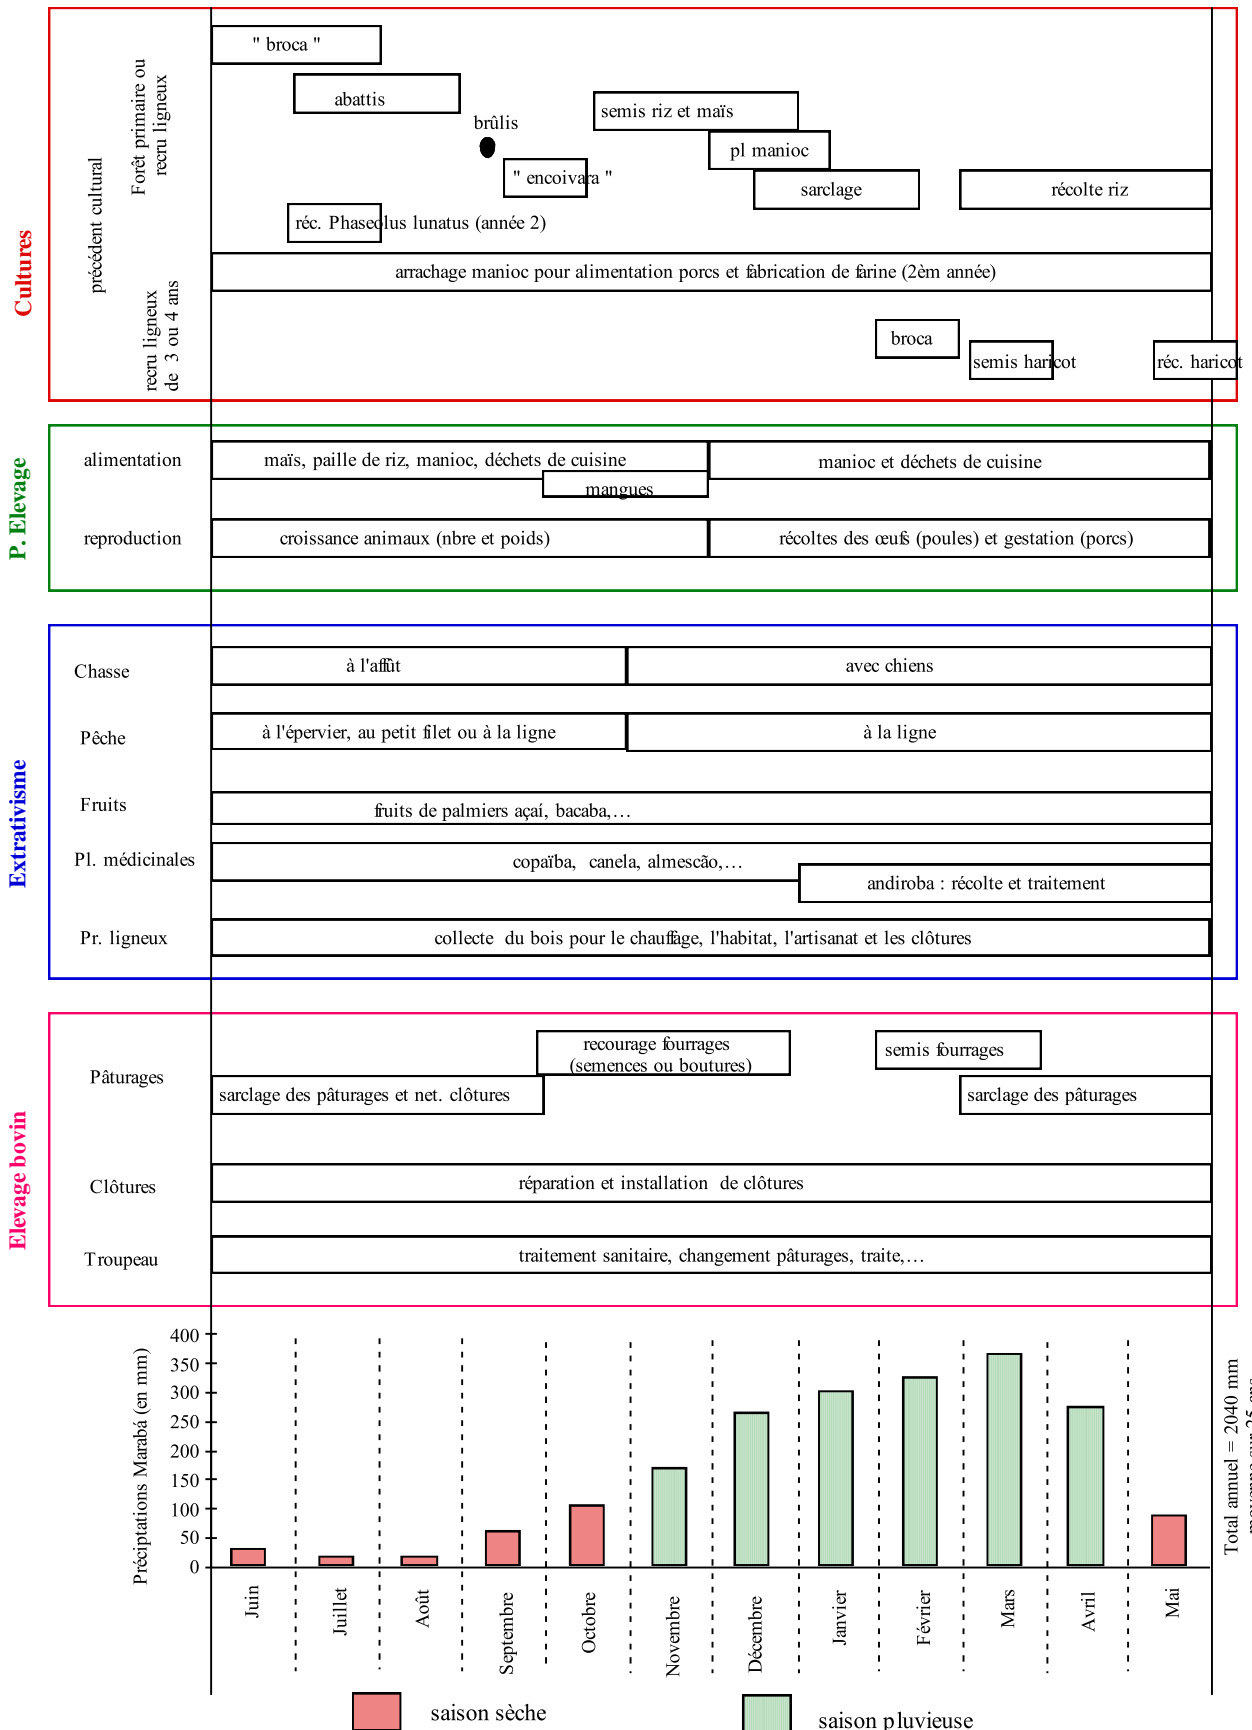 Cultures
précédent cultural
Forêt primaire ou
recru ligneux
recru ligneux
de 3 ou 4 ans
" broca "
abattis
brûlis
semis riz et maïs
pl manioc
" encoivara "
sarclage
récolte riz
réc. Phaseolus lunatus (année 2)
arrachage manioc pour alimentation porcs et fabrication de farine (2èm année)
broca
semis haricot
réc. haricot
P. Elevage
alimentation
maïs, paille de riz, manioc, déchets de cuisine
manioc et déchets de cuisine
mangues
reproduction
croissance animaux (nbre et poids)
récoltes des œufs (poules) et gestation (porcs)
Extrativisme
Chasse
à l'affût
avec chiens
Pêche
à l'épervier, au petit filet ou à la ligne
à la ligne
Fruits
fruits de palmiers açaí, bacaba,…
Pl. médicinales
copaïba, canela, almescão,…
andiroba : récolte et traitement
Pr. ligneux
collecte du bois pour le chauffage, l'habitat, l'artisanat et les clôtures
Elevage bovin
Pâturages
recourage fourrages
(semences ou boutures)
semis fourrages
sarclage des pâturages et net. clôtures
sarclage des pâturages
Clôtures
réparation et installation de clôtures
Troupeau
traitement sanitaire, changement pâturages, traite,…
Préciptations Marabá (en mm)
400
350
300
250
200
150
100
50
0
Total annuel = 2040 mm
moyenne sur 25 ans
Juin
Juillet
Août
Septembre
Octobre
Novembre
Décembre
Janvier
Février
Mars
Avril
Mai
saison sèche
saison pluvieuse